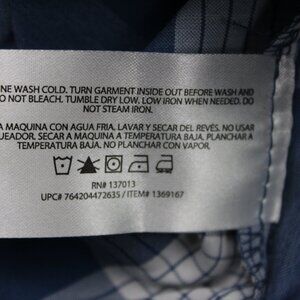 NE WASH COLD. TURN GARMENT INSIDE OUT BEFORE WASH AND
DO NOT BLEACH. TUMBLE DRY LOW. LOW IRON WHEN NEEDED. DO
NOT STEAM IRON.
A MAQUINA CON AGUA FRIA, LAVAR Y SECAR DEL REVÉS. NO USAR
UEADOR. SECAR A MAQUINA A TEMPERATURA BAJA. PLANCHAR A
TEMPERATURA BAJA. NO PLANCHAR CON VAPOR.
RN# 137013
UPC# 764204472635 / ITEM# 1369167